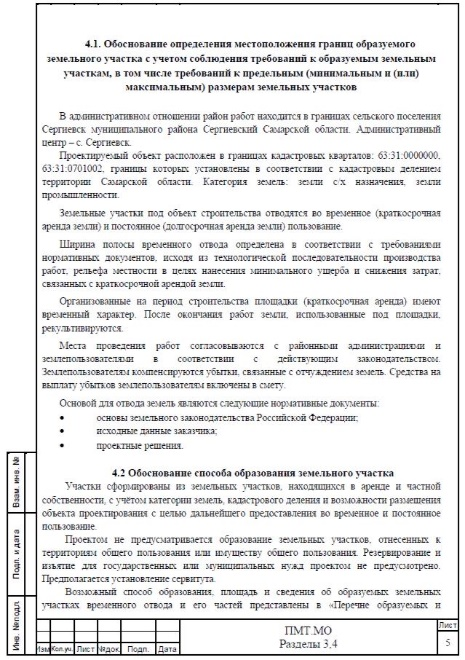 4.1. Обоснование определения местоположения границ образуемого
земельного участка с учетом соблюдения требований к образуемым земельным
участкам, в том числе требований к предельным (минимальным и (или)
максимальным) размерам земельных участков
В административном отношении район работ находится в границах сельского поселения
Сергиевск муниципального района Сергиевский Самарской области. Административный
центр – с. Сергиевск.
Проектируемый объект расположен в границах кадастровых кварталов: 63:31:0000000,
63:31:0701002, границы которых установлены в соответствии с кадастровым делением
территории Самарской области. Категория земель: земли с/х назначения, земли
промышленности.
Земельные участки под объект строительства отводятся во временное (краткосрочная
аренда земли) и постоянное (долгосрочная аренда земли) пользование.
Ширина полосы временного отвода определена в соответствии с требованиями
нормативных документов, исходя из технологической последовательности производства
работ, рельефа местности в целях нанесения минимального ущерба и снижения затрат,
связанных с краткосрочной арендой земли.
Организованные на период строительства площадки (краткосрочная аренда) имеют
временный характер. После окончания работ земли, использованные под площадки,
рекультивируются.
Места проведения работ согласовываются с районными администрациями и
землепользователями в соответствии с действующим законодательством.
Землепользователям компенсируются убытки, связанные с отчуждением земель. Средства на
выплату убытков землепользователям включены в смету.
Основой для отвода земель являются следующие нормативные документы:
• основы земельного законодательства Российской Федерации;
• исходные данные заказчика;
• проектные решения.
4.2 Обоснование способа образования земельного участка
Участки сформированы из земельных участков, находящихся в аренде и частной
собственности, с учётом категории земель, кадастрового деления и возможности размещения
объекта проектирования с целью дальнейшего предоставления во временное и постоянное
пользование.
Проектом не предусматривается образование земельных участков, отнесенных к
территориям общего пользования или имуществу общего пользования. Резервирование и
изъятие для государственных или муниципальных нужд проектом не предусмотрено.
Предполагается установление сервитута.
Возможный способ образования, площадь и сведения об образуемых земельных
участках временного отвода и его частей представлены в «Перечне образуемых и
Взам. инв. №
Подп. и дата
Инв. №подл.
Изм Кол.уч. Лист №док. Подп. Дата
ПМТ.МО
Разделы 3,4
Лист
5